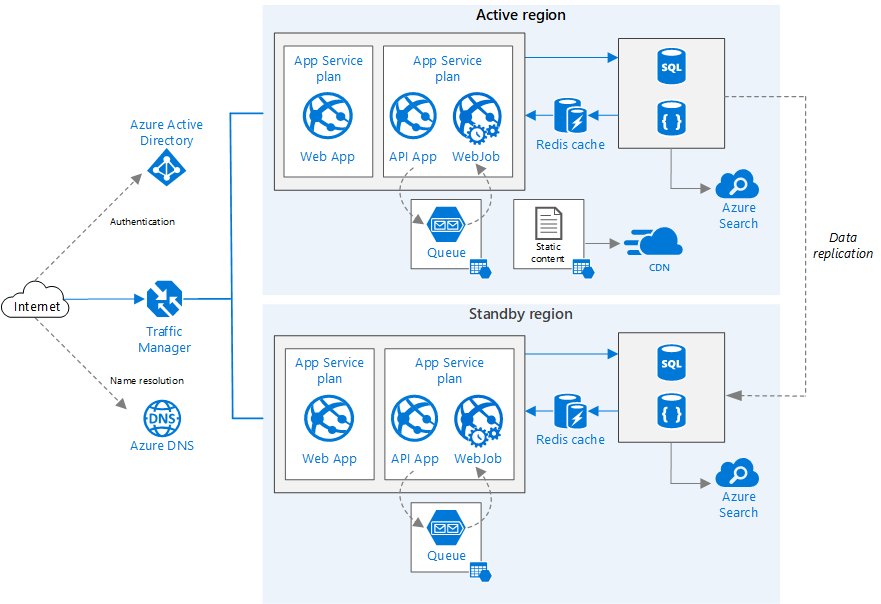 Active region
App Service
plan
Web App
App Service
plan
API App
WebJob
SQL
{ }
Redis cache
Azure
Search
Queue
Static
content
CDN
Data
replication
Azure Active
Directory
Authentication
Internet
Traffic
Manager
Name resolution
DNS
Azure DNS
Standby region
App Service
plan
Web App
App Service
plan
API App
WebJob
SQL
{ }
Redis cache
Azure
Search
Queue